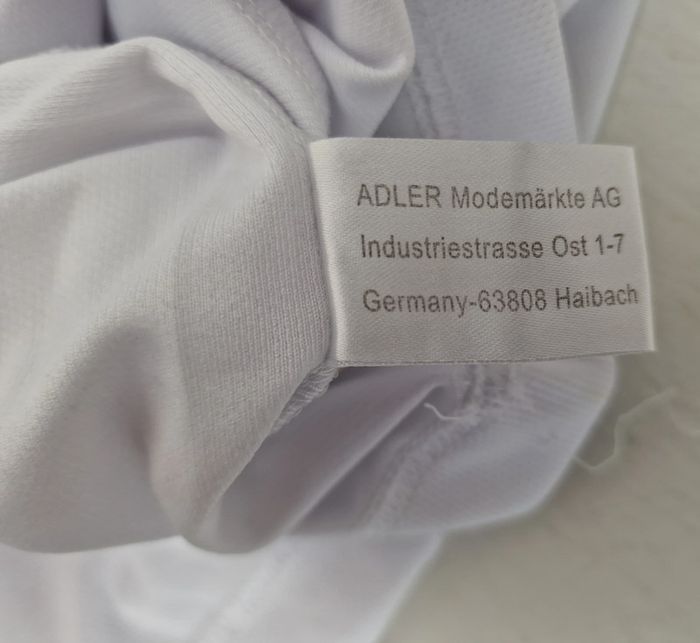 ADLER Modemärkte AG
Industriestrasse Ost 1-7
Germany-63808 Haibach